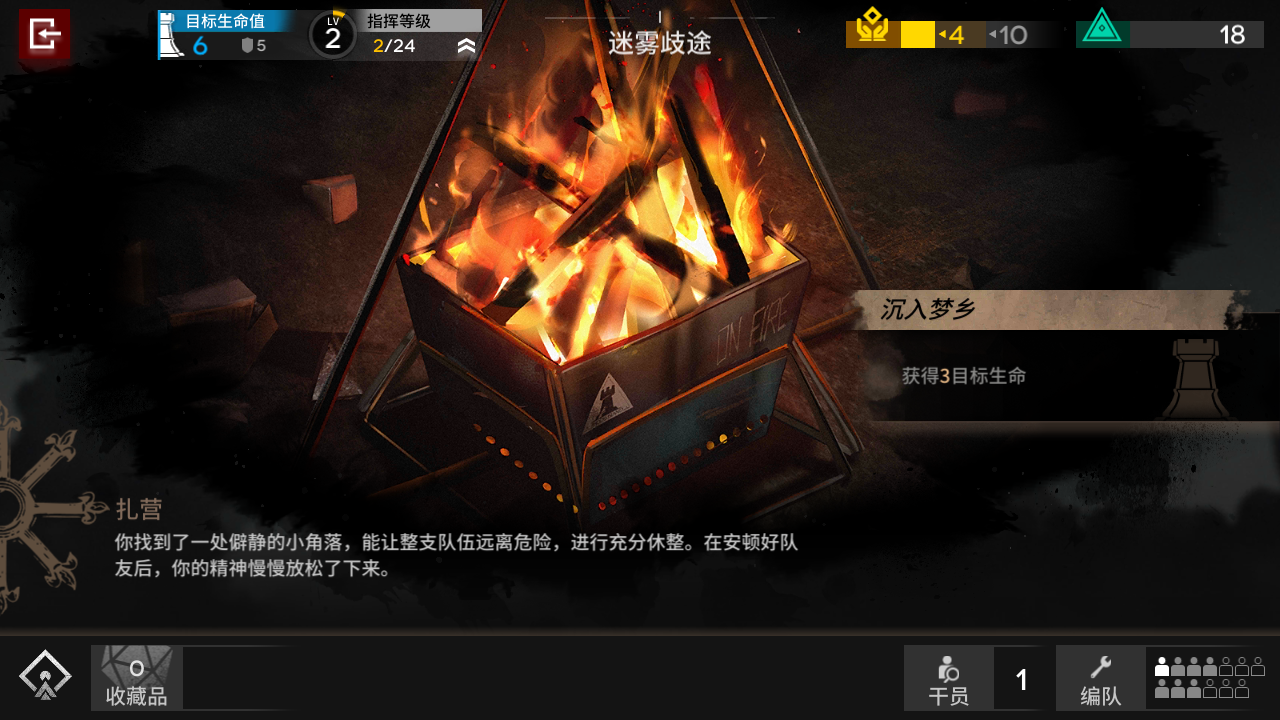 目标生命值
6
5
LV
2
指挥等级
2/24
迷雾歧途
4
10
18
ON FIRE
沉入梦乡
获得3目标生命
扎营
你找到了一处僻静的小角落，能让整支队伍远离危险，进行充分休整。在安顿好队
友后，你的精神慢慢放松了下来。
0
收藏品
干员
1
编队